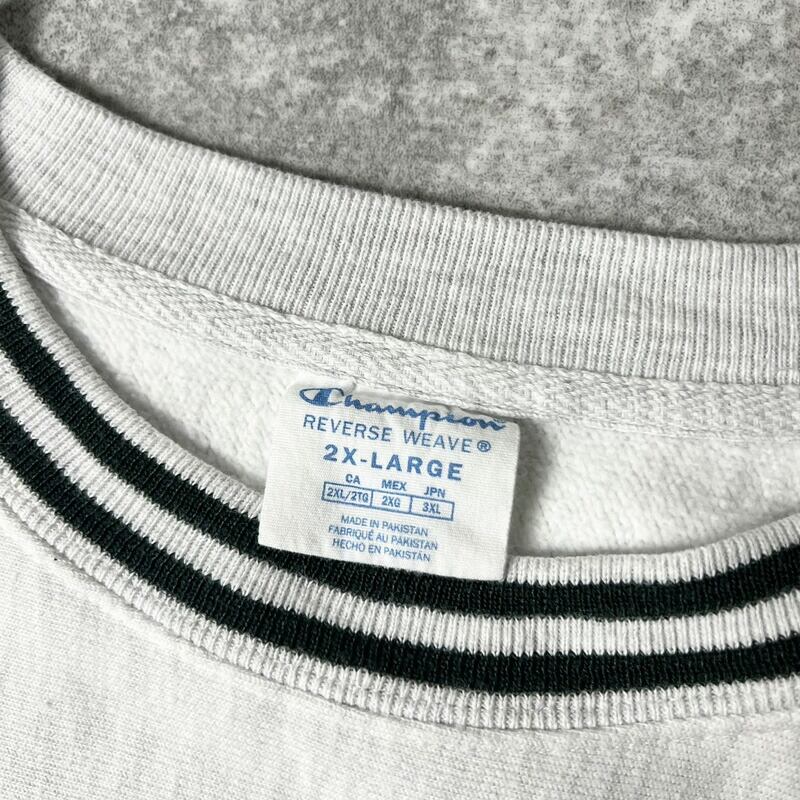 Champion
REVERSE WEAVE®
2X-LARGE
CA MEX JPN
2XL/2TG 2XG 3XL
MADE IN PAKISTAN
FABRIQUÉ AU PAKISTAN
HECHO EN PAKISTÁN